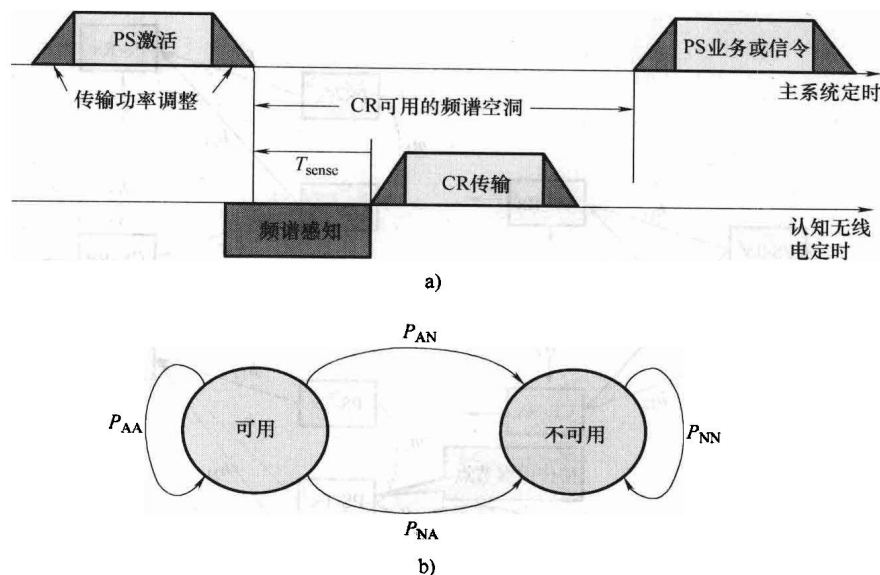 PS激活
PS业务或信令
传输功率调整
CR可用的频谱空洞
主系统定时
T_sense
CR传输
频谱感知
认知无线
电定时
a)
P_AN
P_AA
可用
不可用
P_NN
P_NA
b)